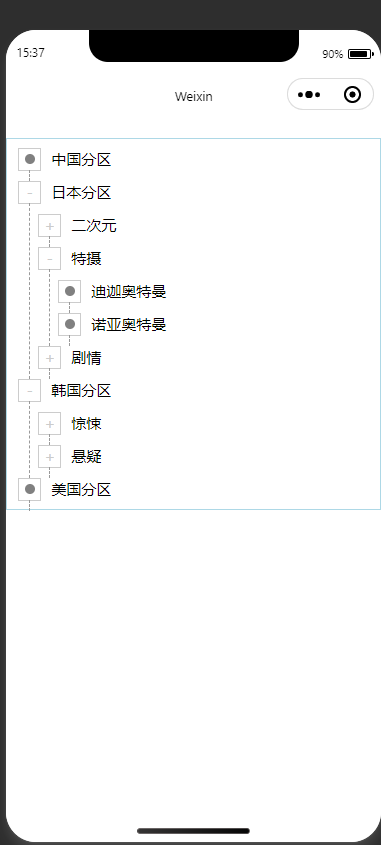 15:37
90%
Weixin
中国分区
- 日本分区
+ 二次元
- 特摄
迪迦奥特曼
诺亚奥特曼
+ 剧情
- 韩国分区
+ 惊悚
+ 悬疑
美国分区